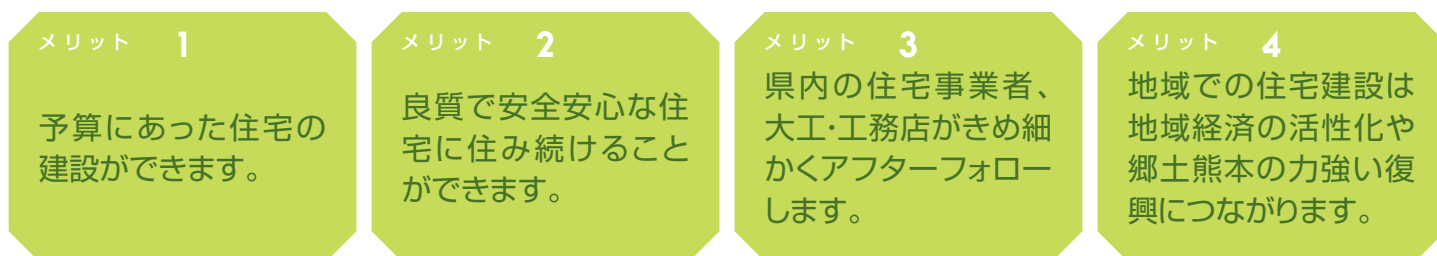 メリット 1
予算にあった住宅の
建設ができます。
メリット 2
良質で安全安心な住
宅に住み続けること
ができます。
メリット 3
県内の住宅事業者、
大工・工務店がきめ細
かくアフターフォロー
します。
メリット 4
地域での住宅建設は
地域経済の活性化や
郷土熊本の力強い復
興につながります。